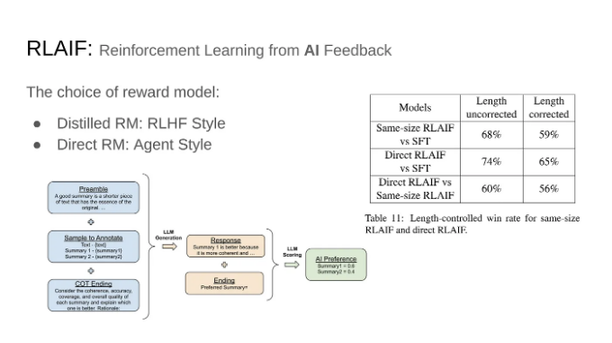 RLAIF: Reinforcement Learning from AI Feedback
The choice of reward model:
● Distilled RM: RLHF Style
● Direct RM: Agent Style
Preamble
A good summary is a shorter piece
of text that has the essence of the
original. ...
Sample to Annotate
Text - {text}
Summary 1 - {summary1}
Summary 2 - {summary2}
COT Ending
Consider the coherence, accuracy,
coverage, and overall quality of
each summary and explain which
one is better. Rationale:
LLM
Generation
Response
Summary 1 is better because
it is more coherent and ...
Ending
Preferred Summary=
LLM
Scoring
AI Preference
Summary1 = 0.6
Summary2 = 0.4
Models Length uncorrected Length corrected
Same-size RLAIF vs SFT 68% 59%
Direct RLAIF vs SFT 74% 65%
Direct RLAIF vs Same-size RLAIF 60% 56%
Table 11: Length-controlled win rate for same-size
RLAIF and direct RLAIF.